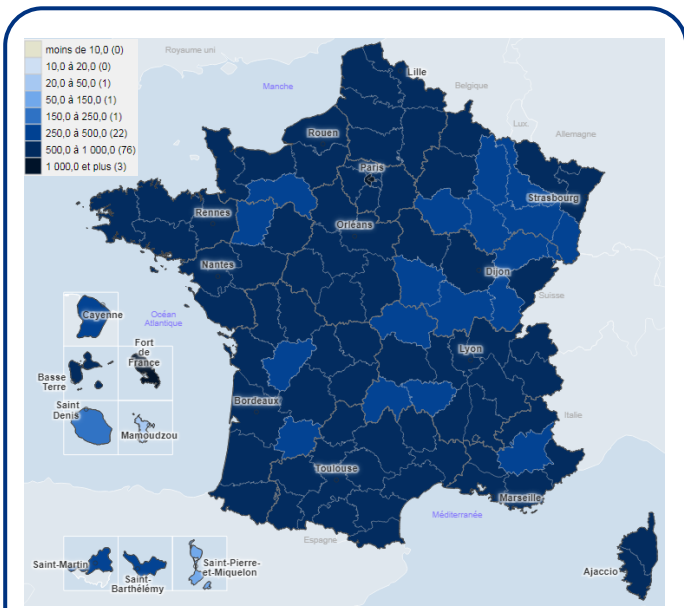 moins de 10,0 (0)
10,0 à 20,0 (0)
20,0 à 50,0 (1)
50,0 à 150,0 (1)
150,0 à 250,0 (1)
250,0 à 500,0 (22)
500,0 à 1 000,0 (76)
1 000,0 et plus (3)
Royaume uni
Manche
Lille
Belgique
Lux.
Allemagne
Rouen
Paris
Strasbourg
Rennes
Orléans
Nantes
Dijon
Suisse
Cayenne
Océan
Atlantique
Fort
de
France
Basse
Terre
Lyon
Bordeaux
Saint
Denis
Mamoudzou
Italie
Toulouse
Marseille
Méditerranée
Espagne
Saint-Martin
Saint-
Barthélémy
Saint-Pierre-
et-Miquelon
Ajaccio